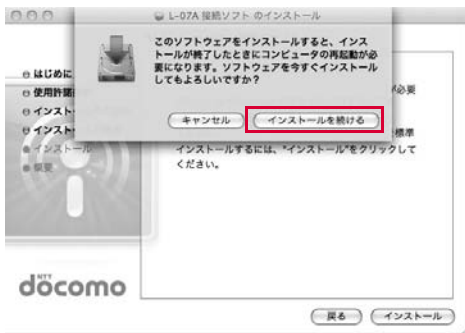 L-07A 接続ソフト のインストール
このソフトウェアをインストールすると、インス
トールが終了したときにコンピュータの再起動が必
要になります。ソフトウェアを今すぐインストール
してもよろしいですか？
キャンセル
インストールを続ける
はじめに
使用許諾
インスト
インスト
インストール
概要
必要
標準
インストールするには、"インストール"をクリックして
ください。
NTT
döcomo
戻る
インストール